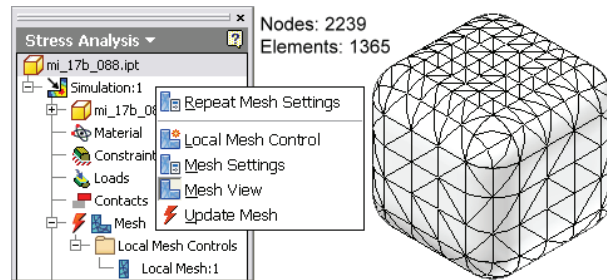 Stress Analysis
Nodes: 2239
Elements: 1365
mi_17b_088.ipt
Simulation:1
mi_17b_08
Material
Constraint
Loads
Contacts
Mesh
Local Mesh Controls
Local Mesh:1
Repeat Mesh Settings
Local Mesh Control
Mesh Settings
Mesh View
Update Mesh